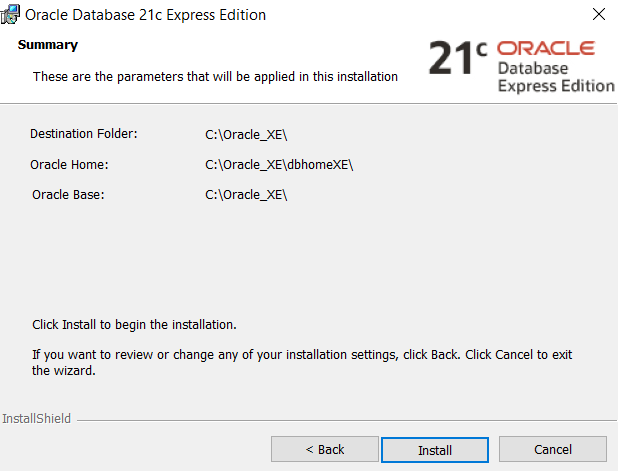 Oracle Database 21c Express Edition
Summary
These are the parameters that will be applied in this installation
21c ORACLE
Database
Express Edition
Destination Folder: C:\Oracle_XE\
Oracle Home: C:\Oracle_XE\dbhomeXE\
Oracle Base: C:\Oracle_XE\
Click Install to begin the installation.
If you want to review or change any of your installation settings, click Back. Click Cancel to exit
the wizard.
InstallShield
< Back Install Cancel